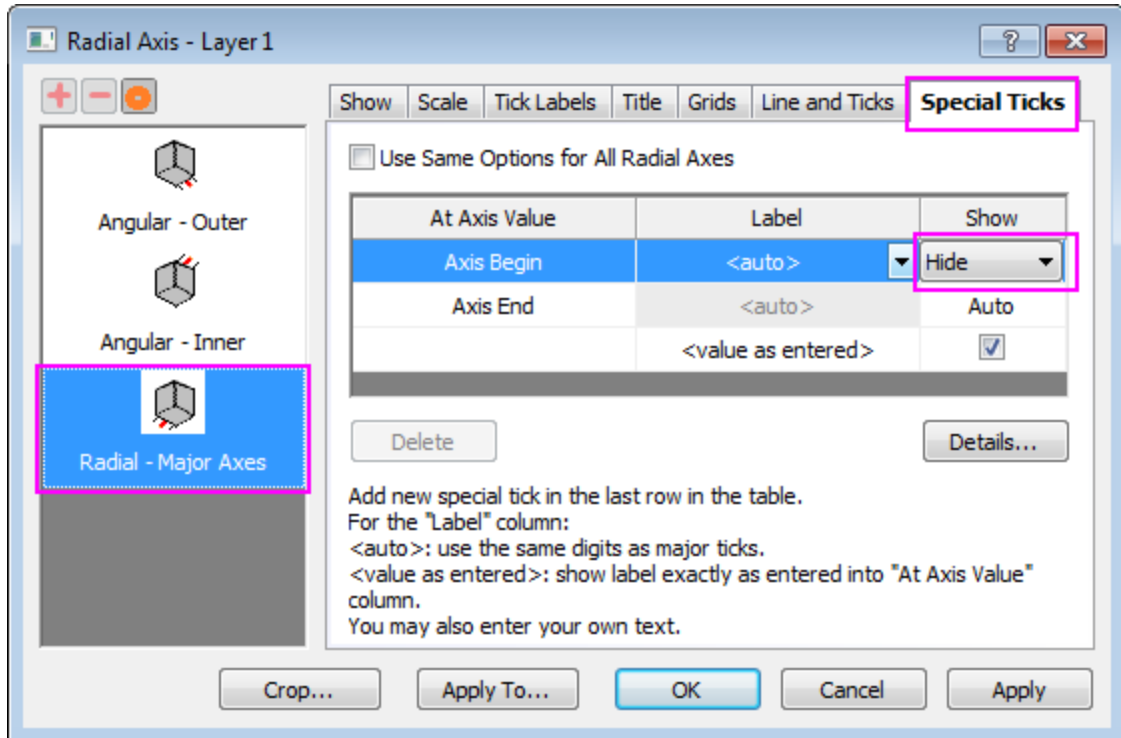 Radial Axis - Layer 1
Show Scale Tick Labels Title Grids Line and Ticks Special Ticks
Angular - Outer
Angular - Inner
Radial - Major Axes
Use Same Options for All Radial Axes
At Axis Value Label Show
Axis Begin <auto> Hide
Axis End <auto> Auto
<value as entered>
Delete Details...
Add new special tick in the last row in the table.
For the "Label" column:
<auto>: use the same digits as major ticks.
<value as entered>: show label exactly as entered into "At Axis Value"
column.
You may also enter your own text.
Crop... Apply To... OK Cancel Apply